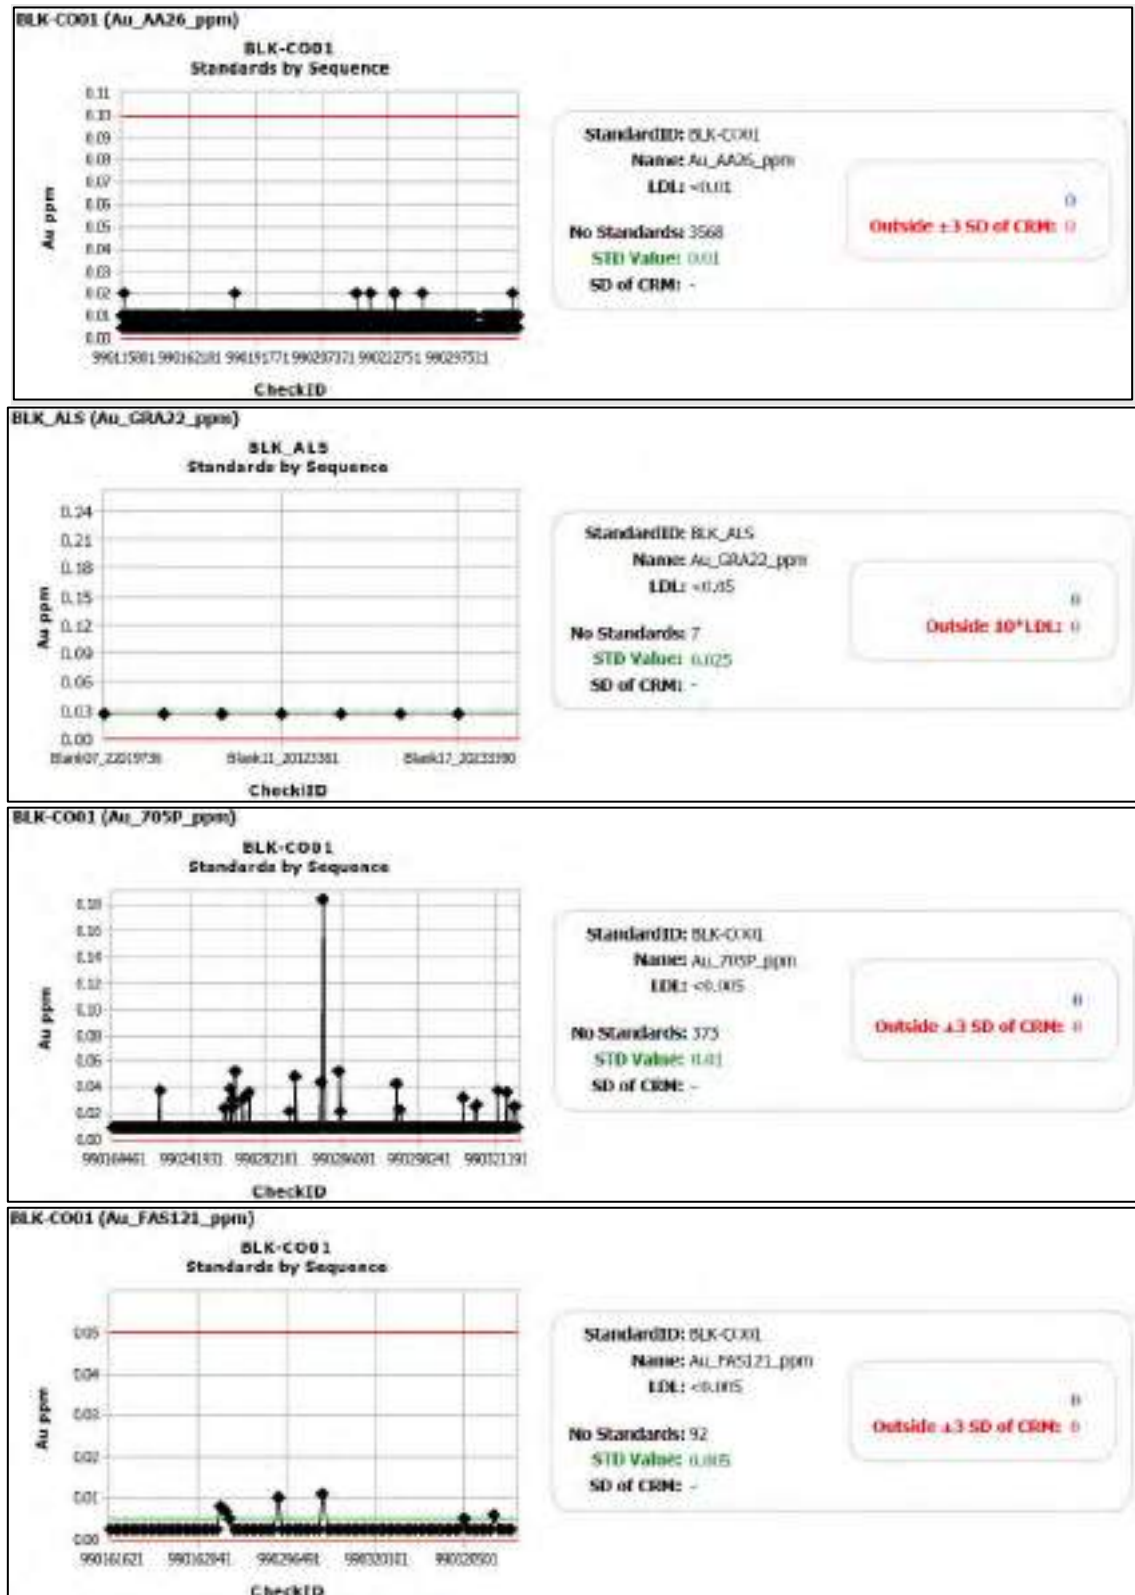 BLK-CO01 (Au_AA26_ppm)
BLK-CO01
Standards by Sequence
0.11
0.10
0.09
0.08
0.07
0.06
0.05
0.04
0.03
0.02
0.01
0.00
Au ppm
CheckID
StandardID: BLK-CO01
Name: Au_AA26_ppm
LDL: <0.01
No Standards: 3568
STD Value: 0.01
SD of CRM: -
0
Outside ±3 SD of CRM: 0
BLK_ALS (Au_GRA22_ppm)
BLK_ALS
Standards by Sequence
0.24
0.21
0.18
0.15
0.12
0.09
0.06
0.03
0.00
Au ppm
CheckID
StandardID: BLK_ALS
Name: Au_GRA22_ppm
LDL: <0.05
No Standards: 7
STD Value: 0.025
SD of CRM: -
0
Outside 10*LDL: 0
BLK-CO01 (Au_705P_ppm)
BLK-CO01
Standards by Sequence
0.18
0.16
0.14
0.12
0.10
0.08
0.06
0.04
0.02
0.00
Au ppm
CheckID
StandardID: BLK-CO01
Name: Au_705P_ppm
LDL: <0.005
No Standards: 373
STD Value: 0.01
SD of CRM: -
0
Outside ±3 SD of CRM: 0
BLK-CO01 (Au_FAS121_ppm)
BLK-CO01
Standards by Sequence
0.05
0.04
0.03
0.02
0.01
0.00
Au ppm
990161621
CheckID
StandardID: BLK-CO01
Name: Au_FAS121_ppm
LDL: <0.005
No Standards: 92
STD Value: 0.005
SD of CRM: -
0
Outside ±3 SD of CRM: 0